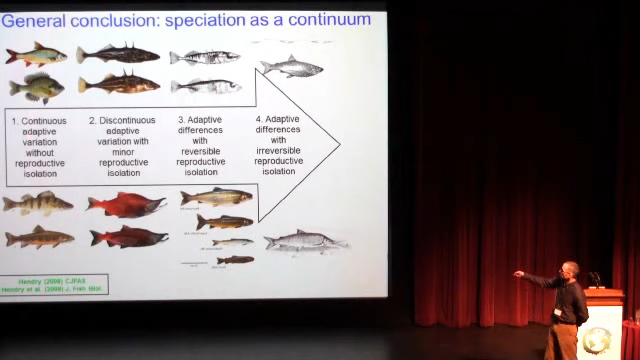 General conclusion: speciation as a continuum
1. Continuous
adaptive
variation
without
reproductive
isolation
2. Discontinuous
adaptive
variation with
minor
reproductive
isolation
3. Adaptive
differences
with
reversible
reproductive
isolation
4. Adaptive
differences
with
irreversible
reproductive
isolation
Hendry (2009) CJFAS
Hendry et al. (2009) J. Fish Biol.